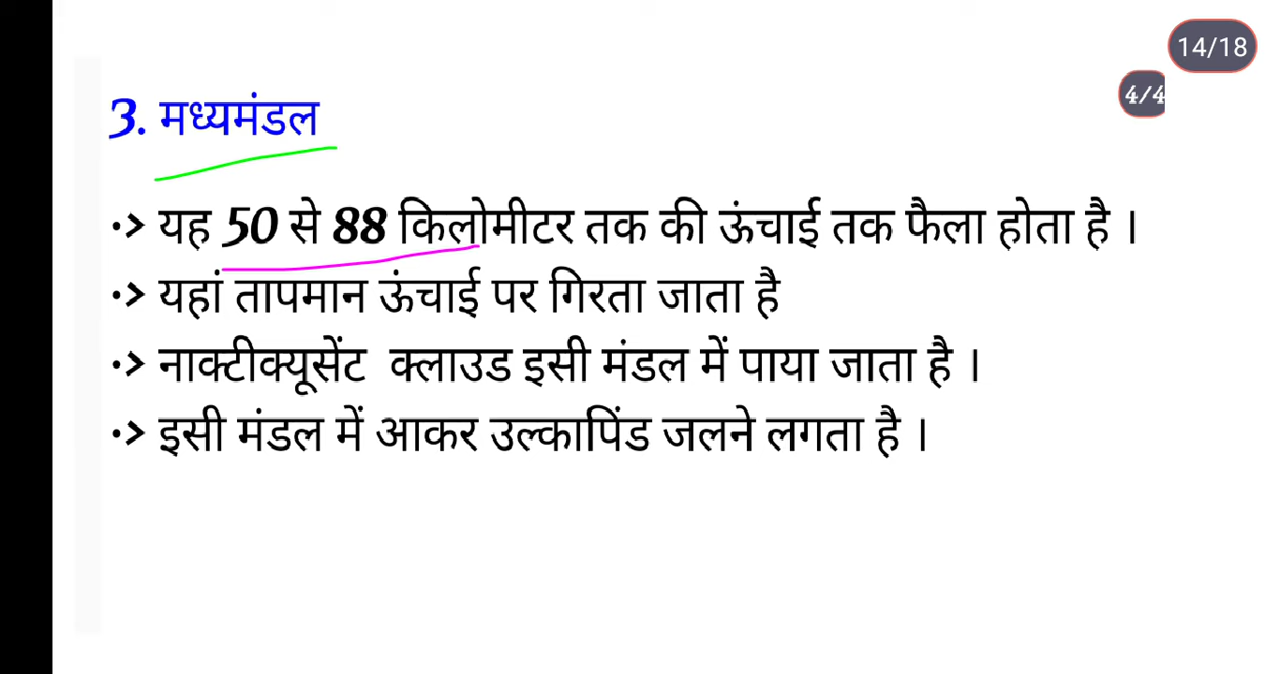 14/18
4/4
3. मध्यमंडल
·> यह 50 से 88 किलोमीटर तक की ऊंचाई तक फैला होता है ।
·> यहां तापमान ऊंचाई पर गिरता जाता है
·> नाक्टीक्यूसेंट क्लाउड इसी मंडल में पाया जाता है ।
·> इसी मंडल में आकर उल्कापिंड जलने लगता है ।